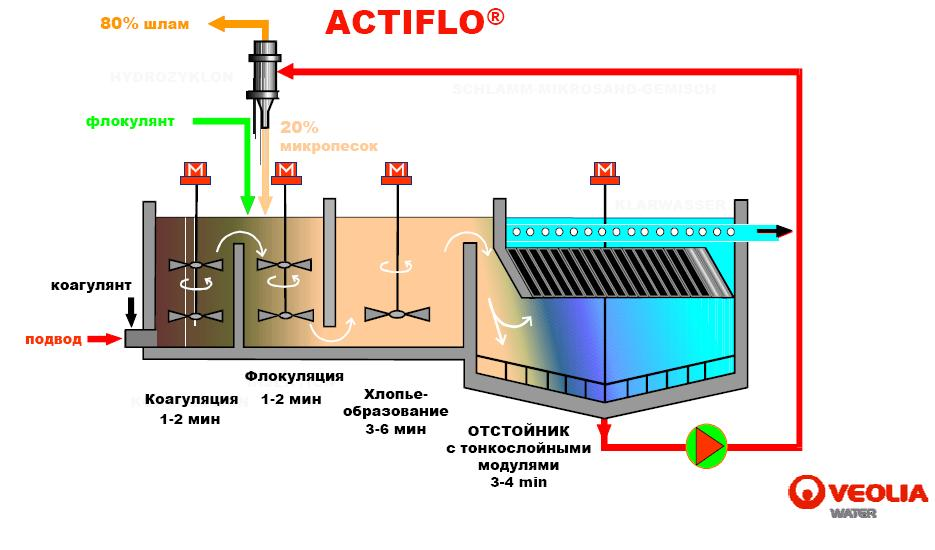 ACTIFLO®
80% шлам
HYDROZYKLON
SCHLAMM-MIKROSAND-GEMISCH
флокулянт
20%
микропесок
M
M
M
M
KLARWASSER
коагулянт
подвод
Коагуляция
1-2 мин
Флокуляция
1-2 мин
Хлопье-
образование
3-6 мин
ОТСТОЙНИК
с тонкослойными
модулями
3-4 min
VEOLIA
WATER